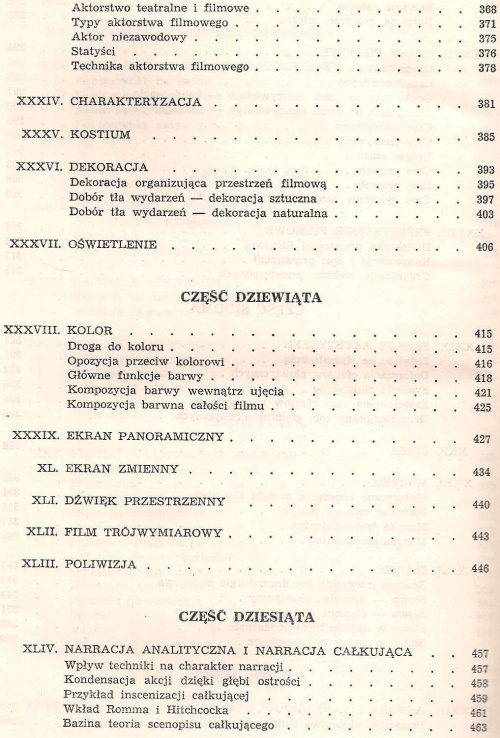 Aktorstwo teatralne i filmowe . . . . . . . . . . . . 368
Typy aktorstwa filmowego . . . . . . . . . . . . 371
Aktor niezawodowy . . . . . . . . . . . . 375
Statyści . . . . . . . . . . . . 376
Technika aktorstwa filmowego . . . . . . . . . . . . 378
XXXIV. CHARAKTERYZACJA . . . . . . . . . . . . 381
XXXV. KOSTIUM . . . . . . . . . . . . 385
XXXVI. DEKORACJA . . . . . . . . . . . . 393
Dekoracja organizująca przestrzeń filmową . . . . . . . . 395
Dobór tła wydarzeń — dekoracja sztuczna . . . . . . . . 397
Dobór tła wydarzeń — dekoracja naturalna . . . . . . . . 403
XXXVII. OŚWIETLENIE . . . . . . . . . . . . 406
CZĘŚĆ DZIEWIĄTA
XXXVIII. KOLOR . . . . . . . . . . . . 415
Droga do koloru . . . . . . . . . . . . 415
Opozycja przeciw kolorowi . . . . . . . . . . . . 416
Główne funkcje barwy . . . . . . . . . . . . 418
Kompozycja barwy wewnątrz ujęcia . . . . . . . . . . 421
Kompozycja barwna całości filmu . . . . . . . . . . 425
XXXIX. EKRAN PANORAMICZNY . . . . . . . . . . . . 427
XL. EKRAN ZMIENNY . . . . . . . . . . . . 434
XLI. DŹWIĘK PRZESTRZENNY . . . . . . . . . . . . 440
XLII. FILM TRÓJWYMIAROWY . . . . . . . . . . . . 443
XLIII. POLIWIZJA . . . . . . . . . . . . 446
CZĘŚĆ DZIESIĄTA
XLIV. NARRACJA ANALITYCZNA I NARRACJA CAŁKUJĄCA . . . 457
Wpływ techniki na charakter narracji . . . . . . . . . 457
Kondensacja akcji dzięki głębi ostrości . . . . . . . . . 458
Przykład inscenizacji całkującej . . . . . . . . . . 459
Wkład Romma i Hitchcocka . . . . . . . . . . . . 461
Bazina teoria scenopisu całkującego . . . . . . . . . . 463